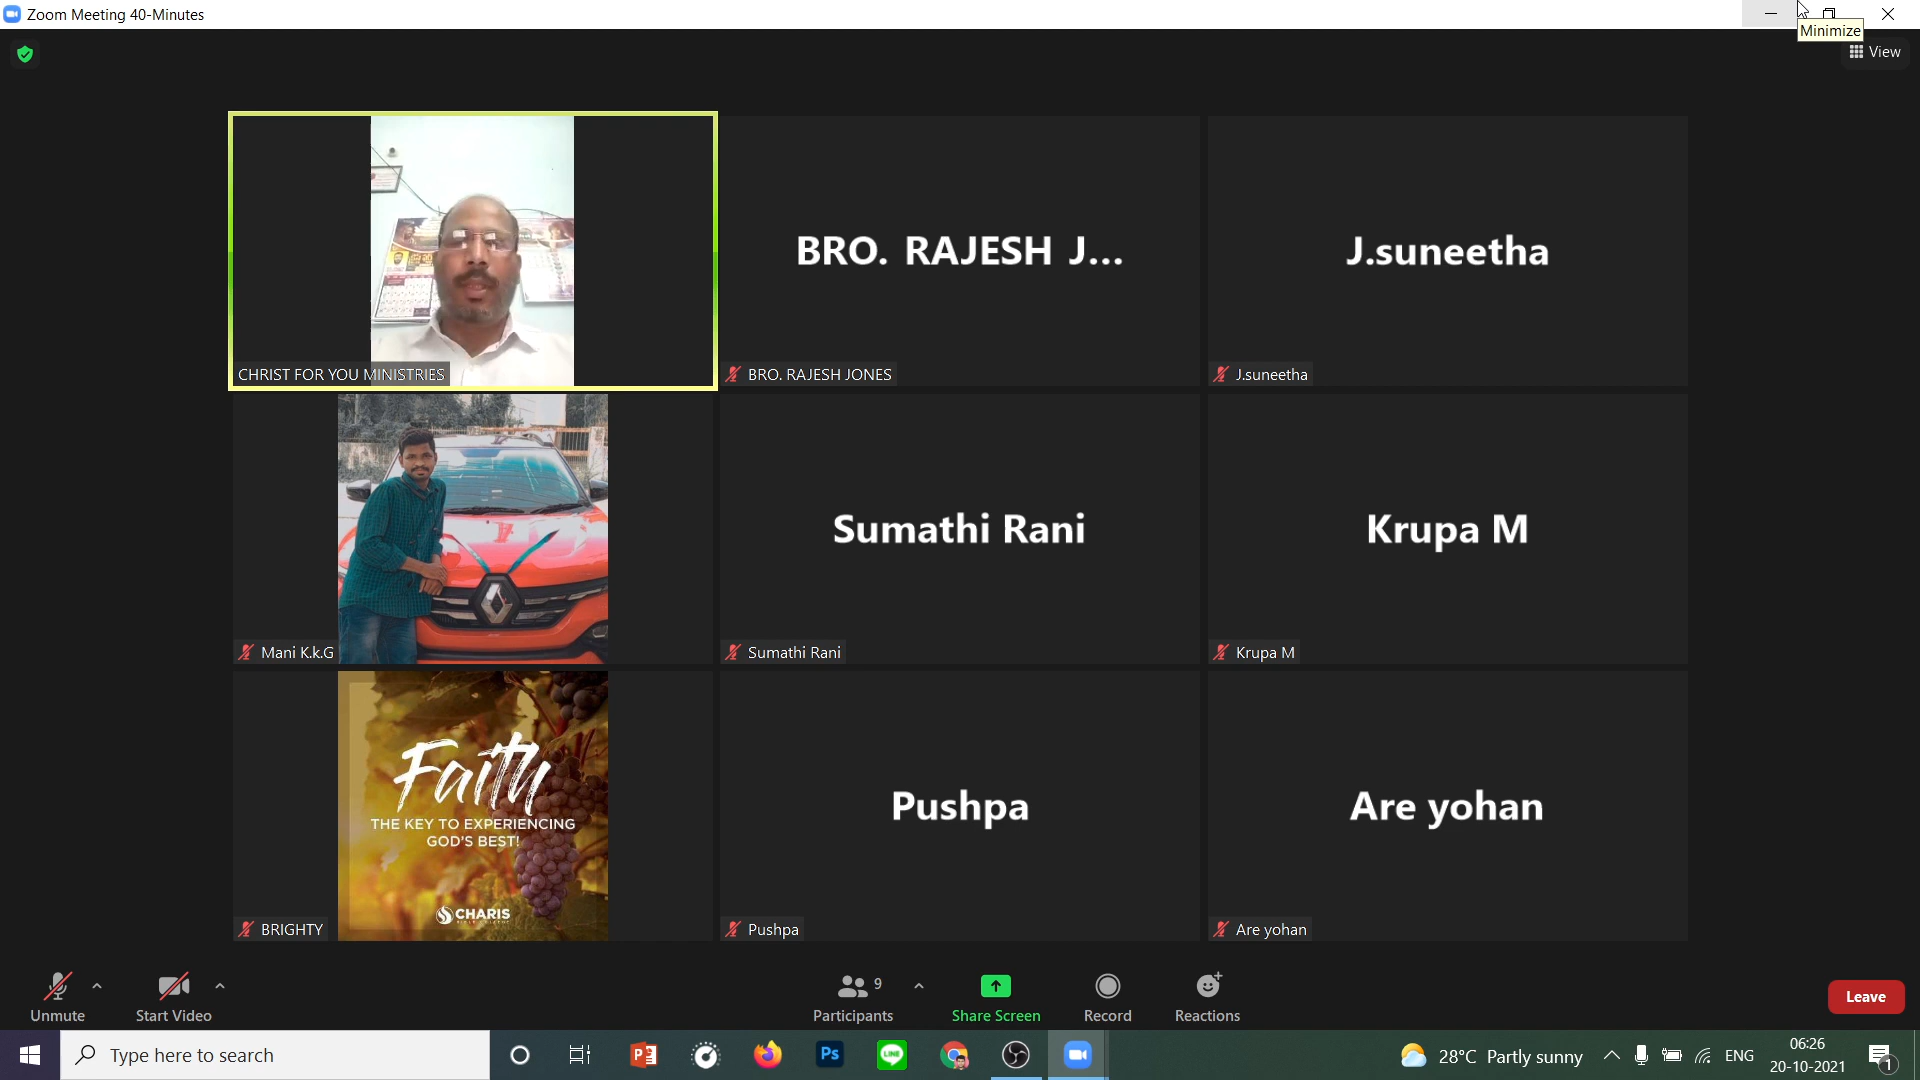 Zoom Meeting 40-Minutes
Minimize
View
BRO. RAJESH J...
J.suneetha
CHRIST FOR YOU MINISTRIES
BRO. RAJESH JONES
J.suneetha
Sumathi Rani
Krupa M
Mani K.k.G
Sumathi Rani
Krupa M
Faith
THE KEY TO EXPERIENCING
GOD'S BEST!
CHARIS
Pushpa
Are yohan
BRIGHTY
Pushpa
Are yohan
9
Unmute
Start Video
Participants
Share Screen
Record
Reactions
Leave
Type here to search
P
Ps
LINE
28°C Partly sunny
ENG
06:26
20-10-2021
1